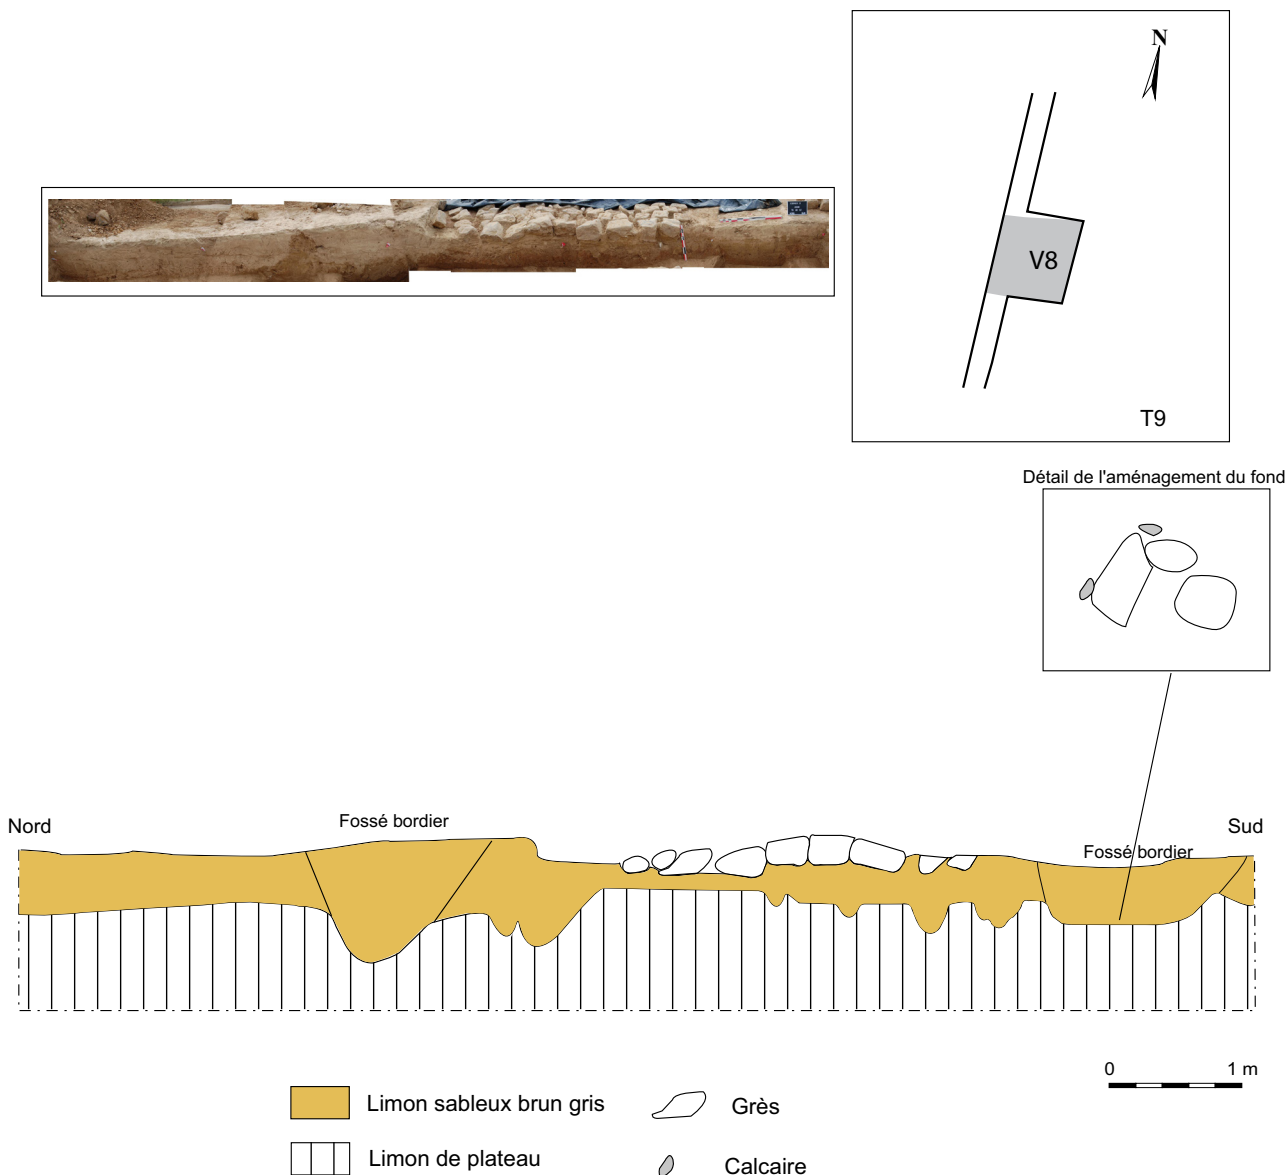 N
V8
T9
Détail de l'aménagement du fond
Nord
Fossé bordier
Sud
Fossé bordier
0 1 m
Limon sableux brun gris
Grès
Limon de plateau
Calcaire